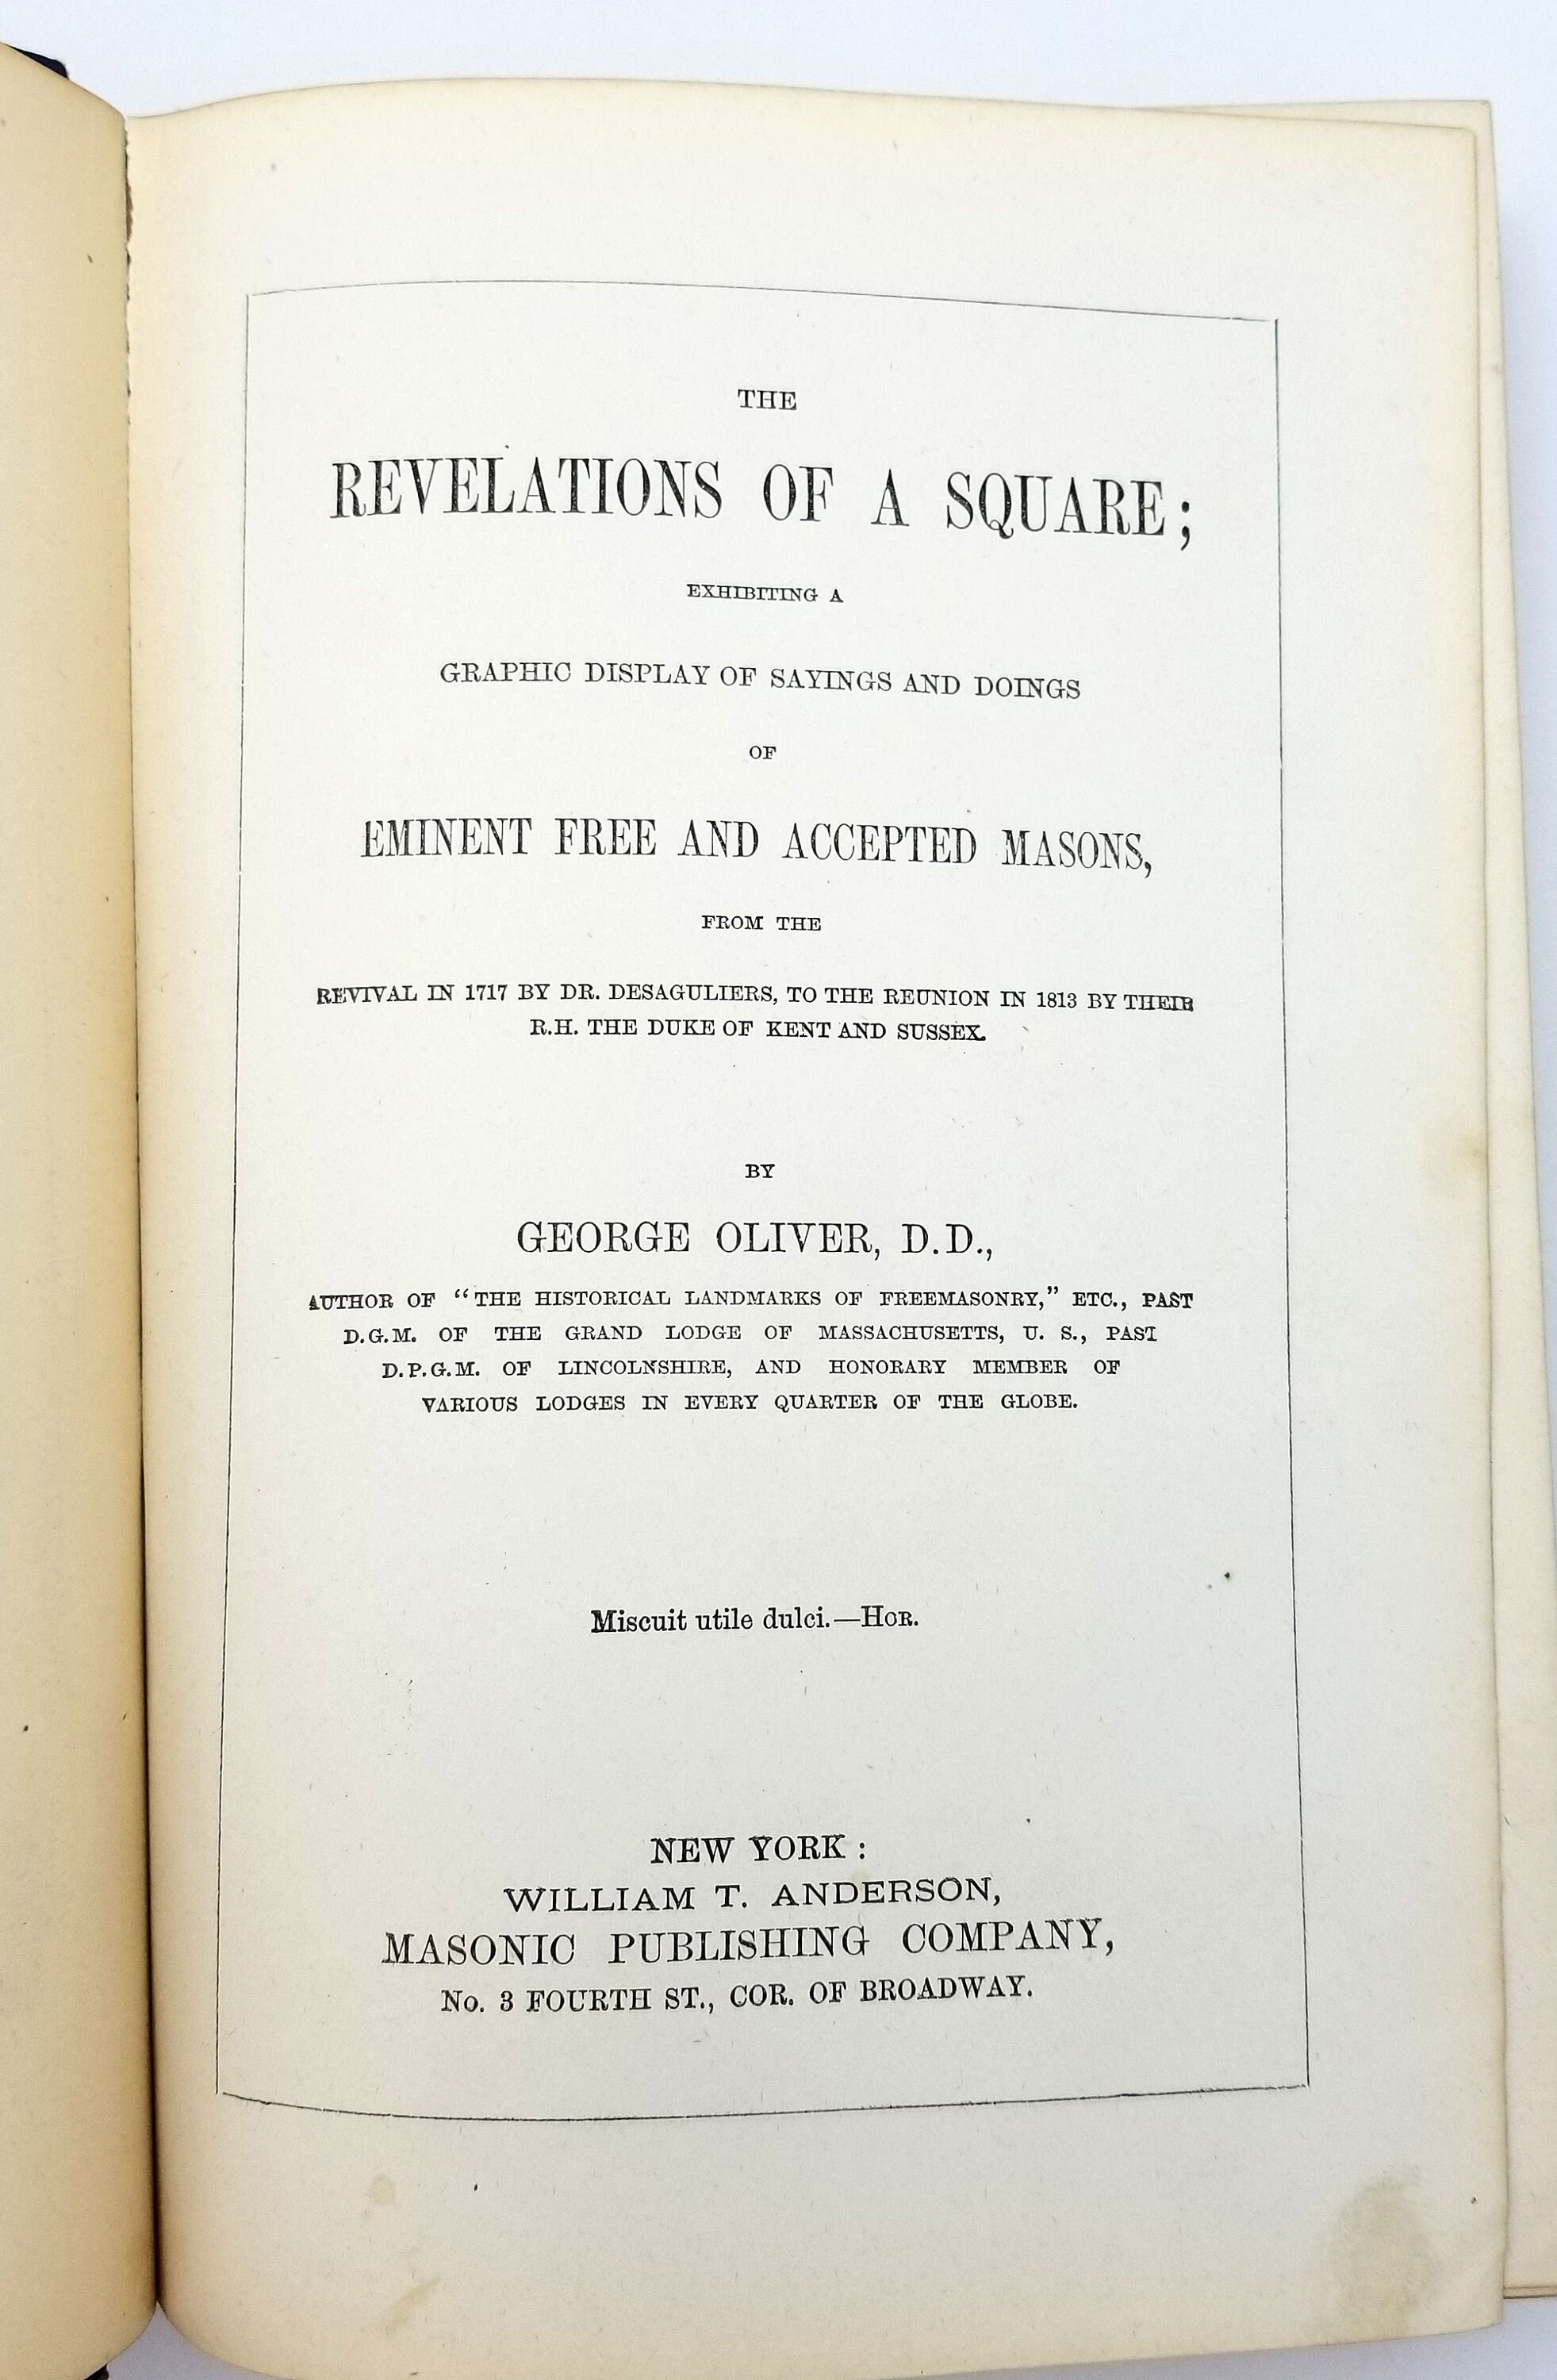 THE
REVELATIONS OF A SQUARE;
EXHIBITING A
GRAPHIC DISPLAY OF SAYINGS AND DOINGS
OF
EMINENT FREE AND ACCEPTED MASONS,
FROM THE
REVIVAL IN 1717 BY DR. DESAGULIERS, TO THE REUNION IN 1813 BY THEIR
R.H. THE DUKE OF KENT AND SUSSEX.
BY
GEORGE OLIVER, D.D.,
AUTHOR OF “THE HISTORICAL LANDMARKS OF FREEMASONRY,” ETC., PAST
D.G.M. OF THE GRAND LODGE OF MASSACHUSETTS, U. S., PAST
D.P.G.M. OF LINCOLNSHIRE, AND HONORARY MEMBER OF
VARIOUS LODGES IN EVERY QUARTER OF THE GLOBE.
Miscuit utile dulci.—HOR.
NEW YORK:
WILLIAM T. ANDERSON,
MASONIC PUBLISHING COMPANY,
No. 3 FOURTH ST., COR. OF BROADWAY.